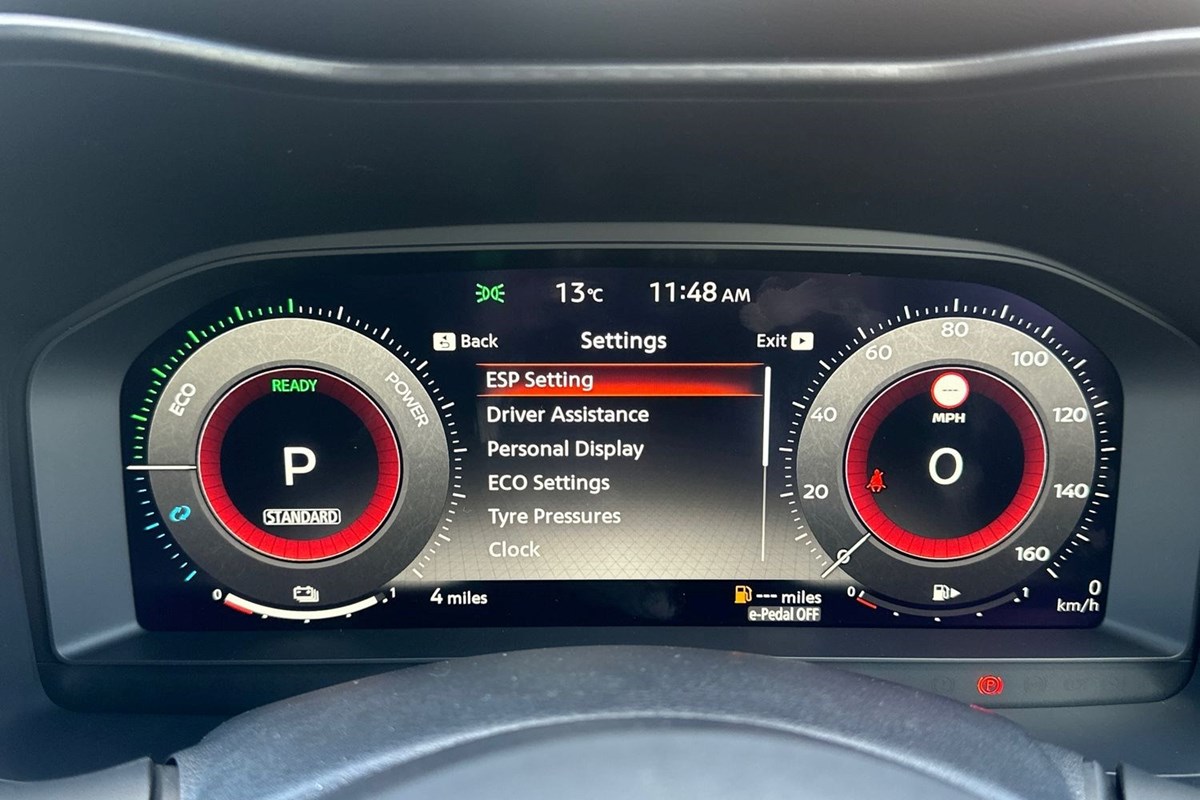 13°C 11:48 AM
Back Settings Exit
ESP Setting
Driver Assistance
Personal Display
ECO Settings
Tyre Pressures
Clock
ECO
POWER
READY
P
STANDARD
0 1
4 miles
--- miles
e-Pedal OFF
0 20 40 60 80 100 120 140 160
---
MPH
0
0 1
0
km/h
P